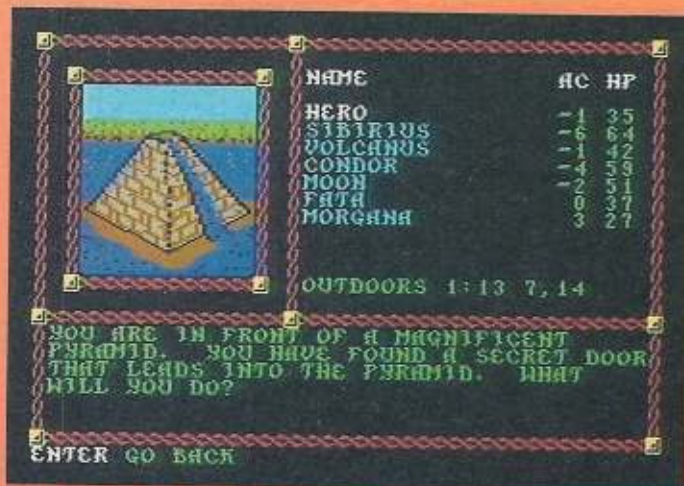 NAME AC HP
HERO -1 35
SIBIRIUS -6 64
VOLCANUS -1 42
CONDOR -4 59
MOON -2 51
FATA 0 37
MORGANA 3 27
OUTDOORS 1:13 7,14
YOU ARE IN FRONT OF A MAGNIFICENT
PYRAMID. YOU HAVE FOUND A SECRET DOOR
THAT LEADS INTO THE PYRAMID. WHAT
WILL YOU DO?
ENTER GO BACK